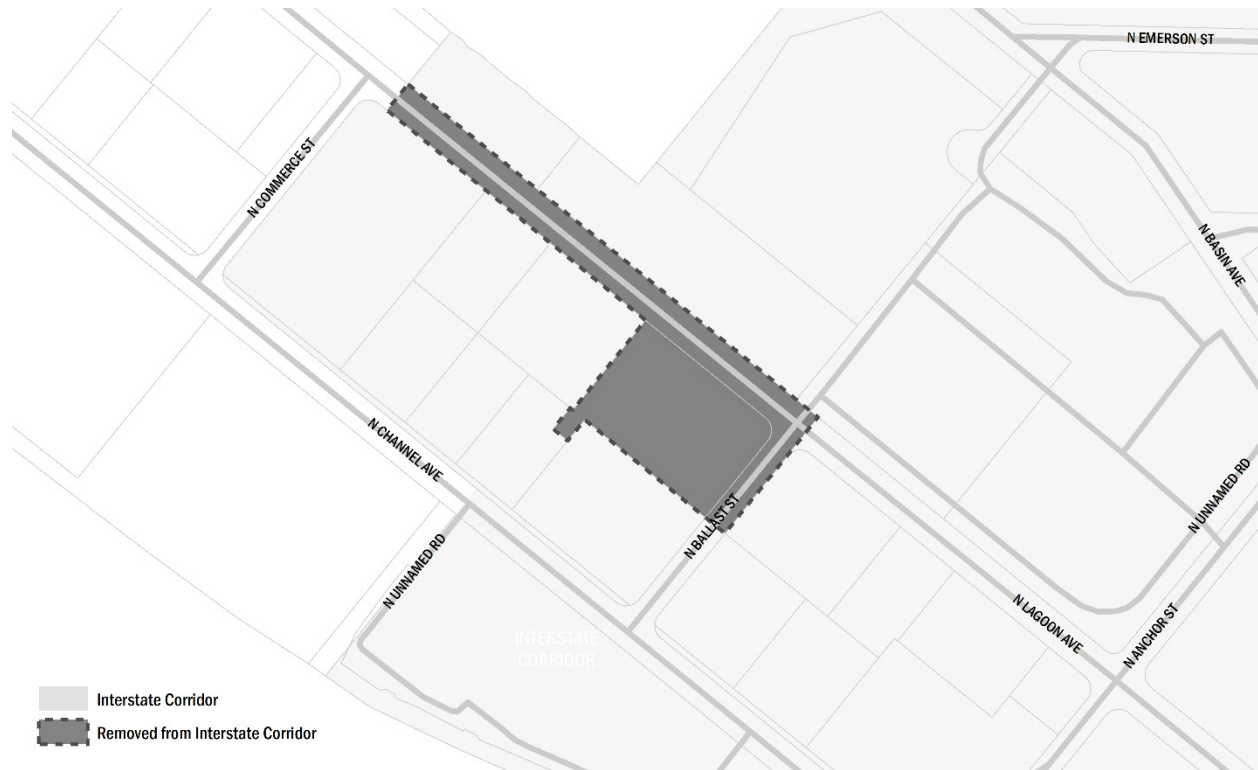 N EMERSON ST
N COMMERCE ST
N BASIN AVE
N CHANNEL AVE
N UNNAMED RD
N BALLAST ST
N UNNAMED RD
N LAGOON AVE
N ANCHOR ST
INTERSTATE
CORRIDOR
Interstate Corridor
Removed from Interstate Corridor